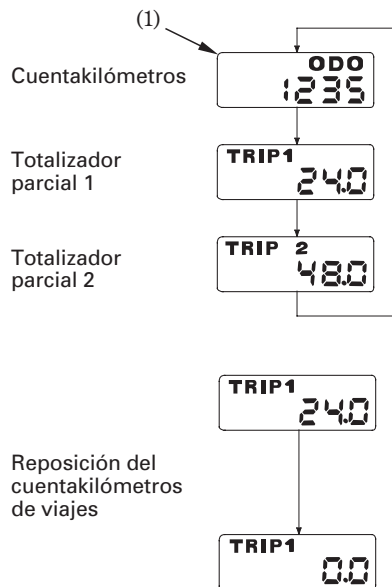 (1)
Cuentakilómetros
ODO
1235
Totalizador
parcial 1
TRIP1
24.0
Totalizador
parcial 2
TRIP 2
48.0
TRIP1
24.0
Reposición del
cuentakilómetros
de viajes
TRIP1
0.0